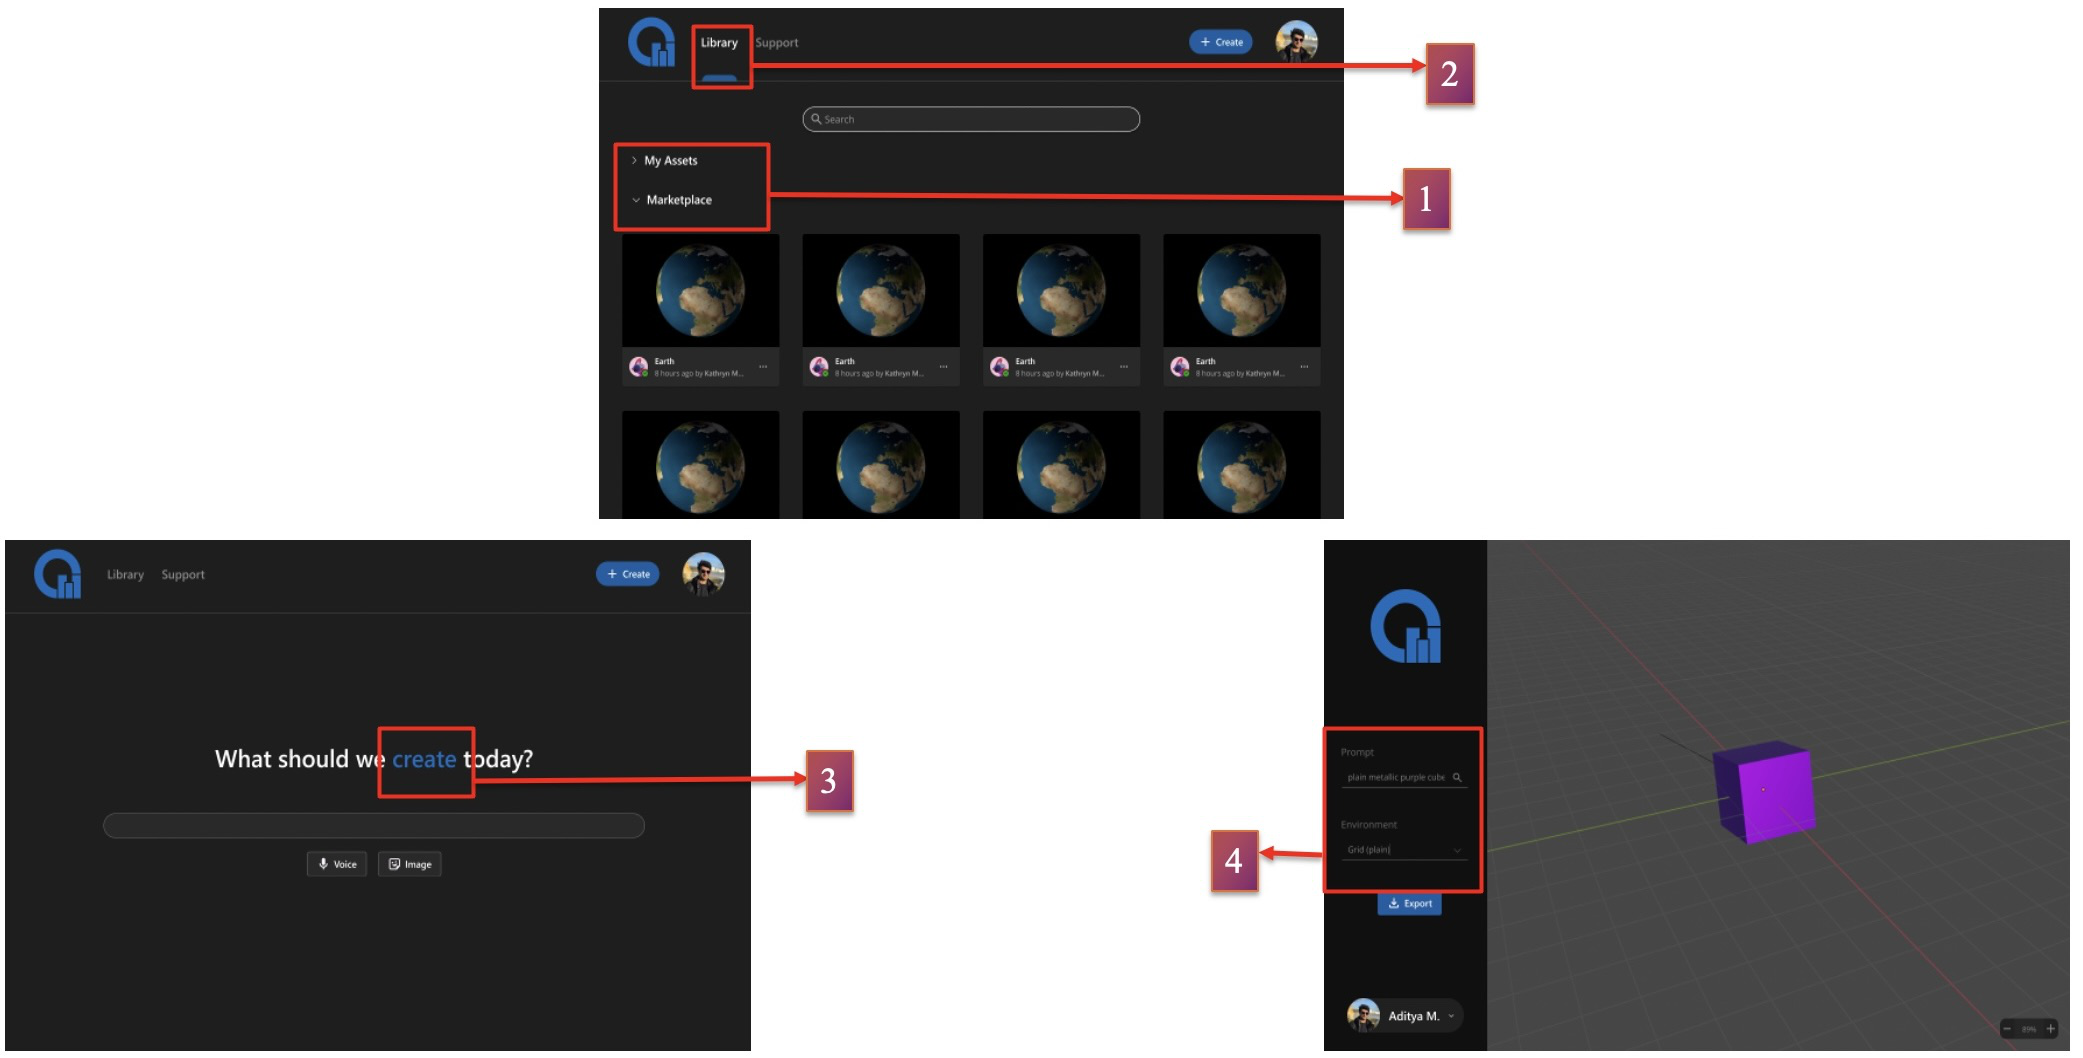 Library Support
+ Create
2
Search
My Assets
1
Marketplace
Earth
8 hours ago by Kathryn M...
Earth
8 hours ago by Kathryn M...
Earth
8 hours ago by Kathryn M...
Earth
8 hours ago by Kathryn M...
Library Support
+ Create
What should we create today?
3
Voice Image
Prompt
plain metallic purple cube
Environment
Grid (plain)
4
Export
Aditya M.
89%